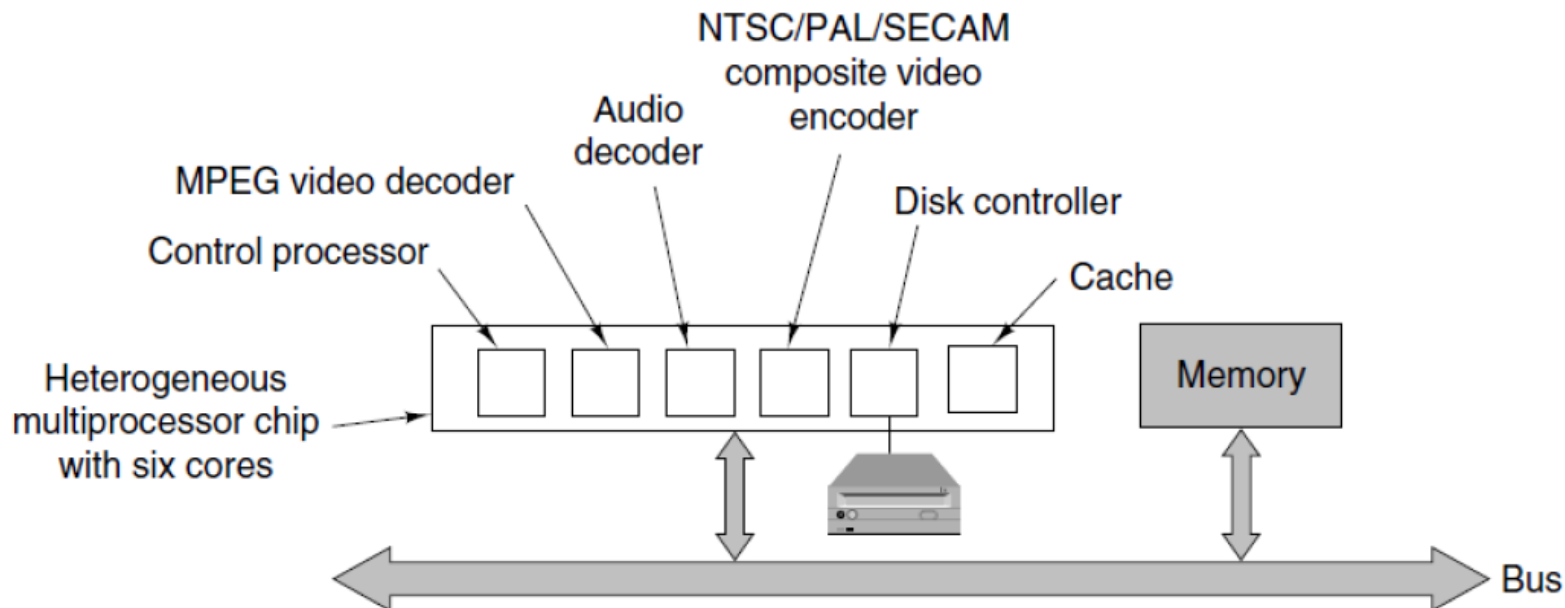 NTSC/PAL/SECAM
composite video
encoder
Audio
decoder
MPEG video decoder
Disk controller
Control processor
Cache
Heterogeneous
multiprocessor chip
with six cores
Memory
Bus